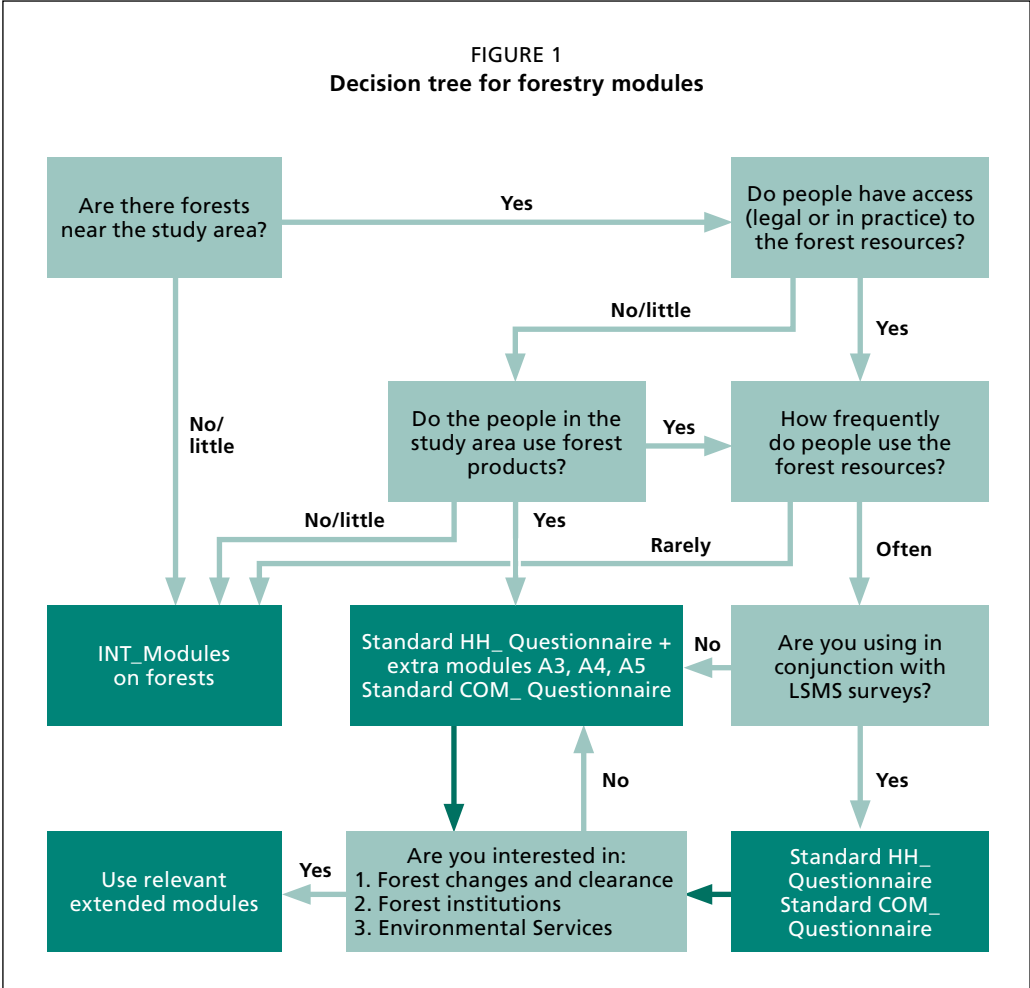 FIGURE 1
Decision tree for forestry modules
Are there forests
near the study area?
Yes
Do people have access
(legal or in practice) to
the forest resources?
No/little
Yes
No/
little
Do the people in the
study area use forest
products?
Yes
How frequently
do people use the
forest resources?
No/little
Yes
Rarely
Often
INT_Modules
on forests
Standard HH_ Questionnaire +
extra modules A3, A4, A5
Standard COM_ Questionnaire
No
Are you using in
conjunction with
LSMS surveys?
No
Yes
Use relevant
extended modules
Yes
Are you interested in:
1. Forest changes and clearance
2. Forest institutions
3. Environmental Services
Standard HH_
Questionnaire
Standard COM_
Questionnaire